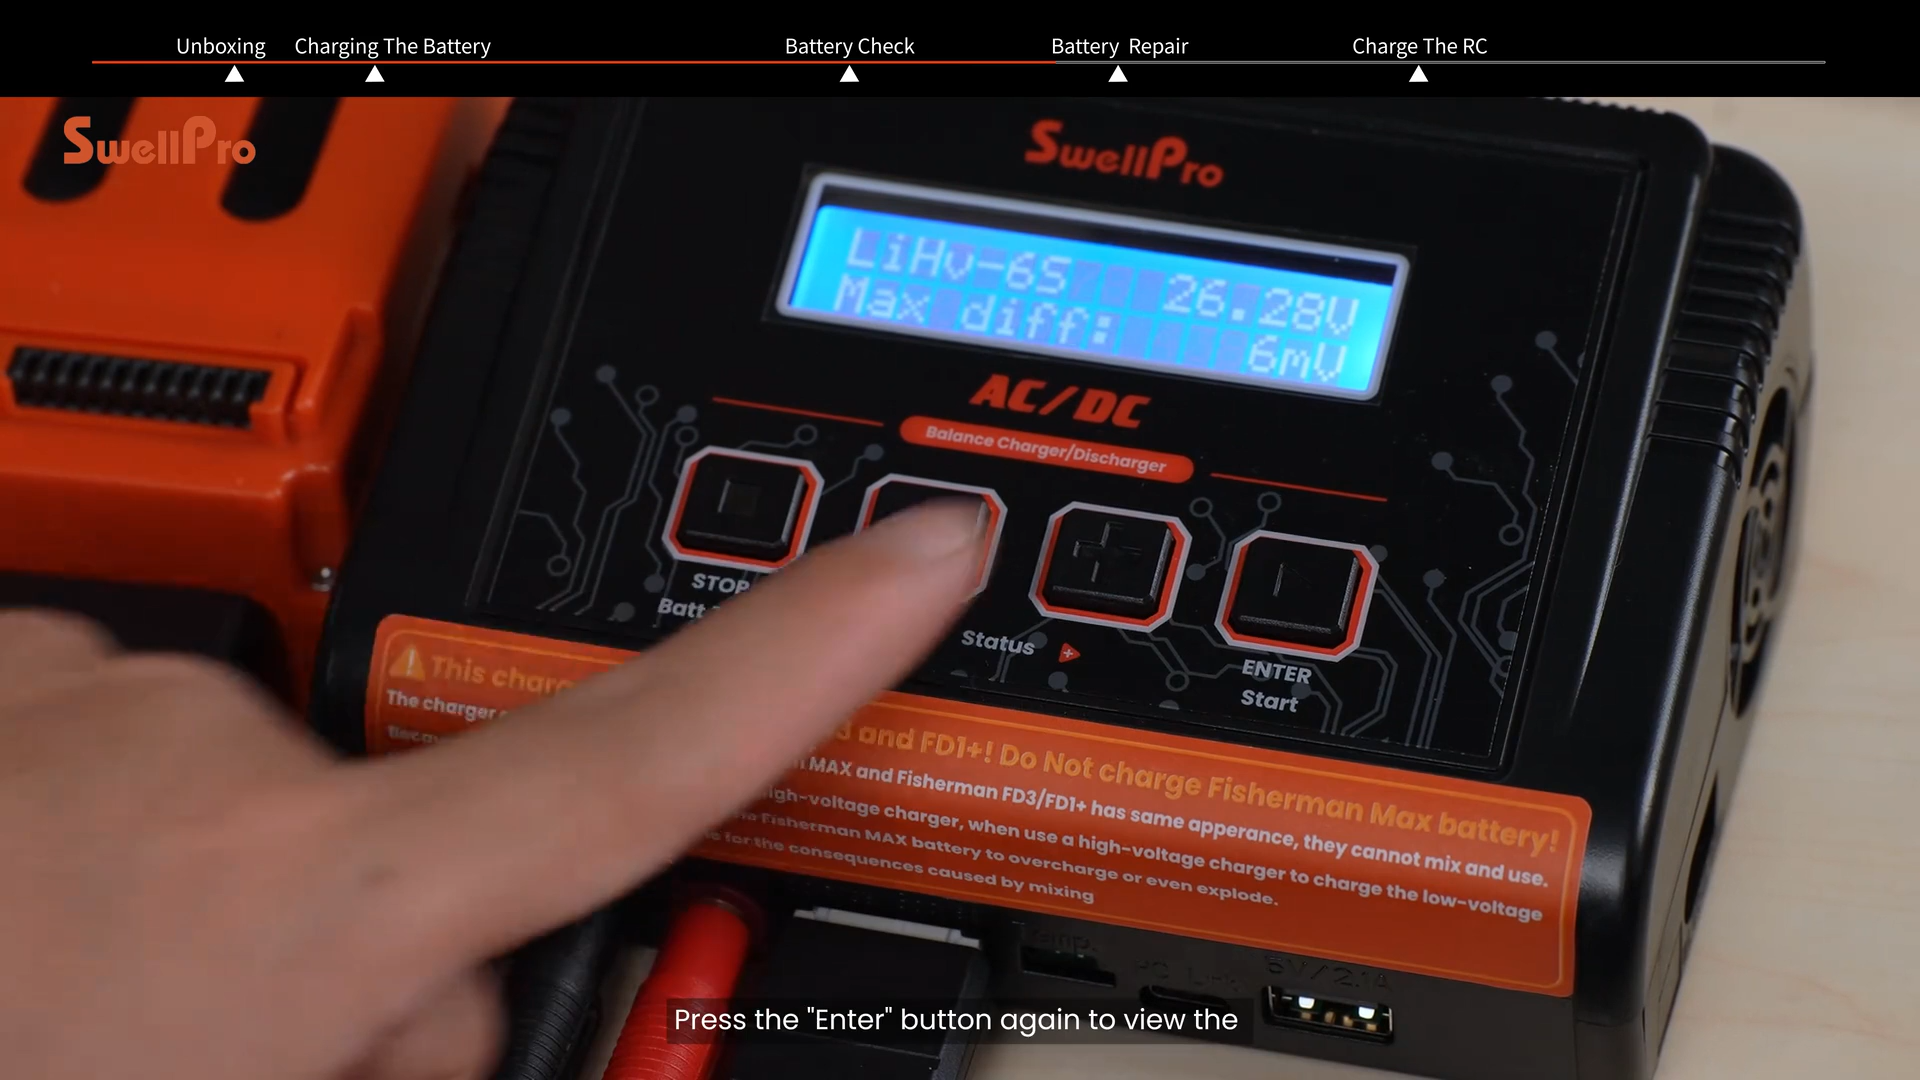 Unboxing
Charging The Battery
Battery Check
Battery Repair
Charge The RC
SwellPro
SwellPro
LiHv-6S 26.28V
Max diff: 6mV
AC/DC
Balance Charger/Discharger
STOP
Batt
Status
ENTER
Start
This
and FD1+! Do Not charge Fisherman Max battery!
The charger
MAX and Fisherman FD3/FD1+ has same apperance, they cannot mix and use.
high-voltage charger, when use a high-voltage charger to charge the low-voltage
Fisherman MAX battery to overcharge or even explode.
for the consequences caused by mixing
5V/2.1A
Press the "Enter" button again to view the